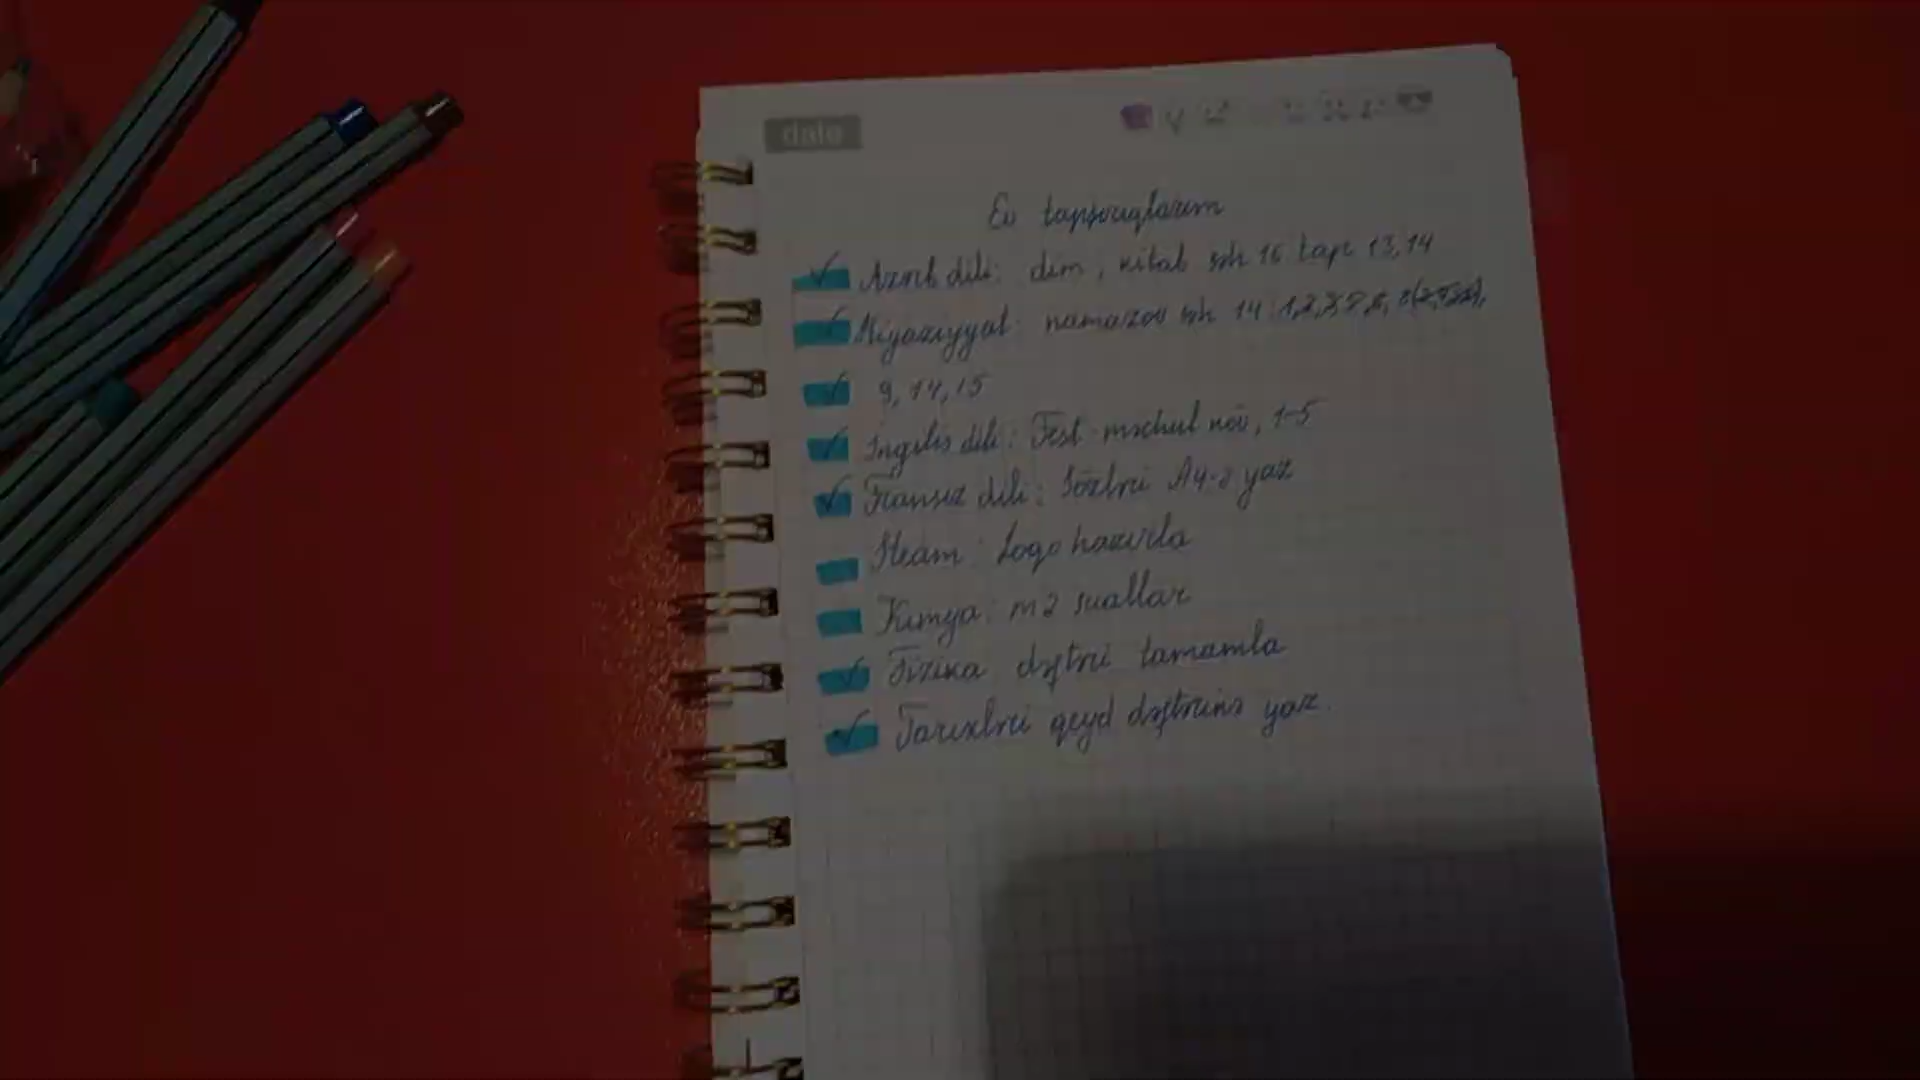 date
Ev tapşırıqlarım
Azərb dili: dim, kitab səh 16 tap 13,14
Riyaziyyat: namazov səh 14
9, 14, 15
İngilis dili: Test məchul növ, 1-5
Fransız dili: Sözləri A4-ə yaz
Steam: Logo hazırla
Kimya: m2 suallar
Fizika dəftəri tamamla
Tarixləri qeyd dəftərinə yaz.